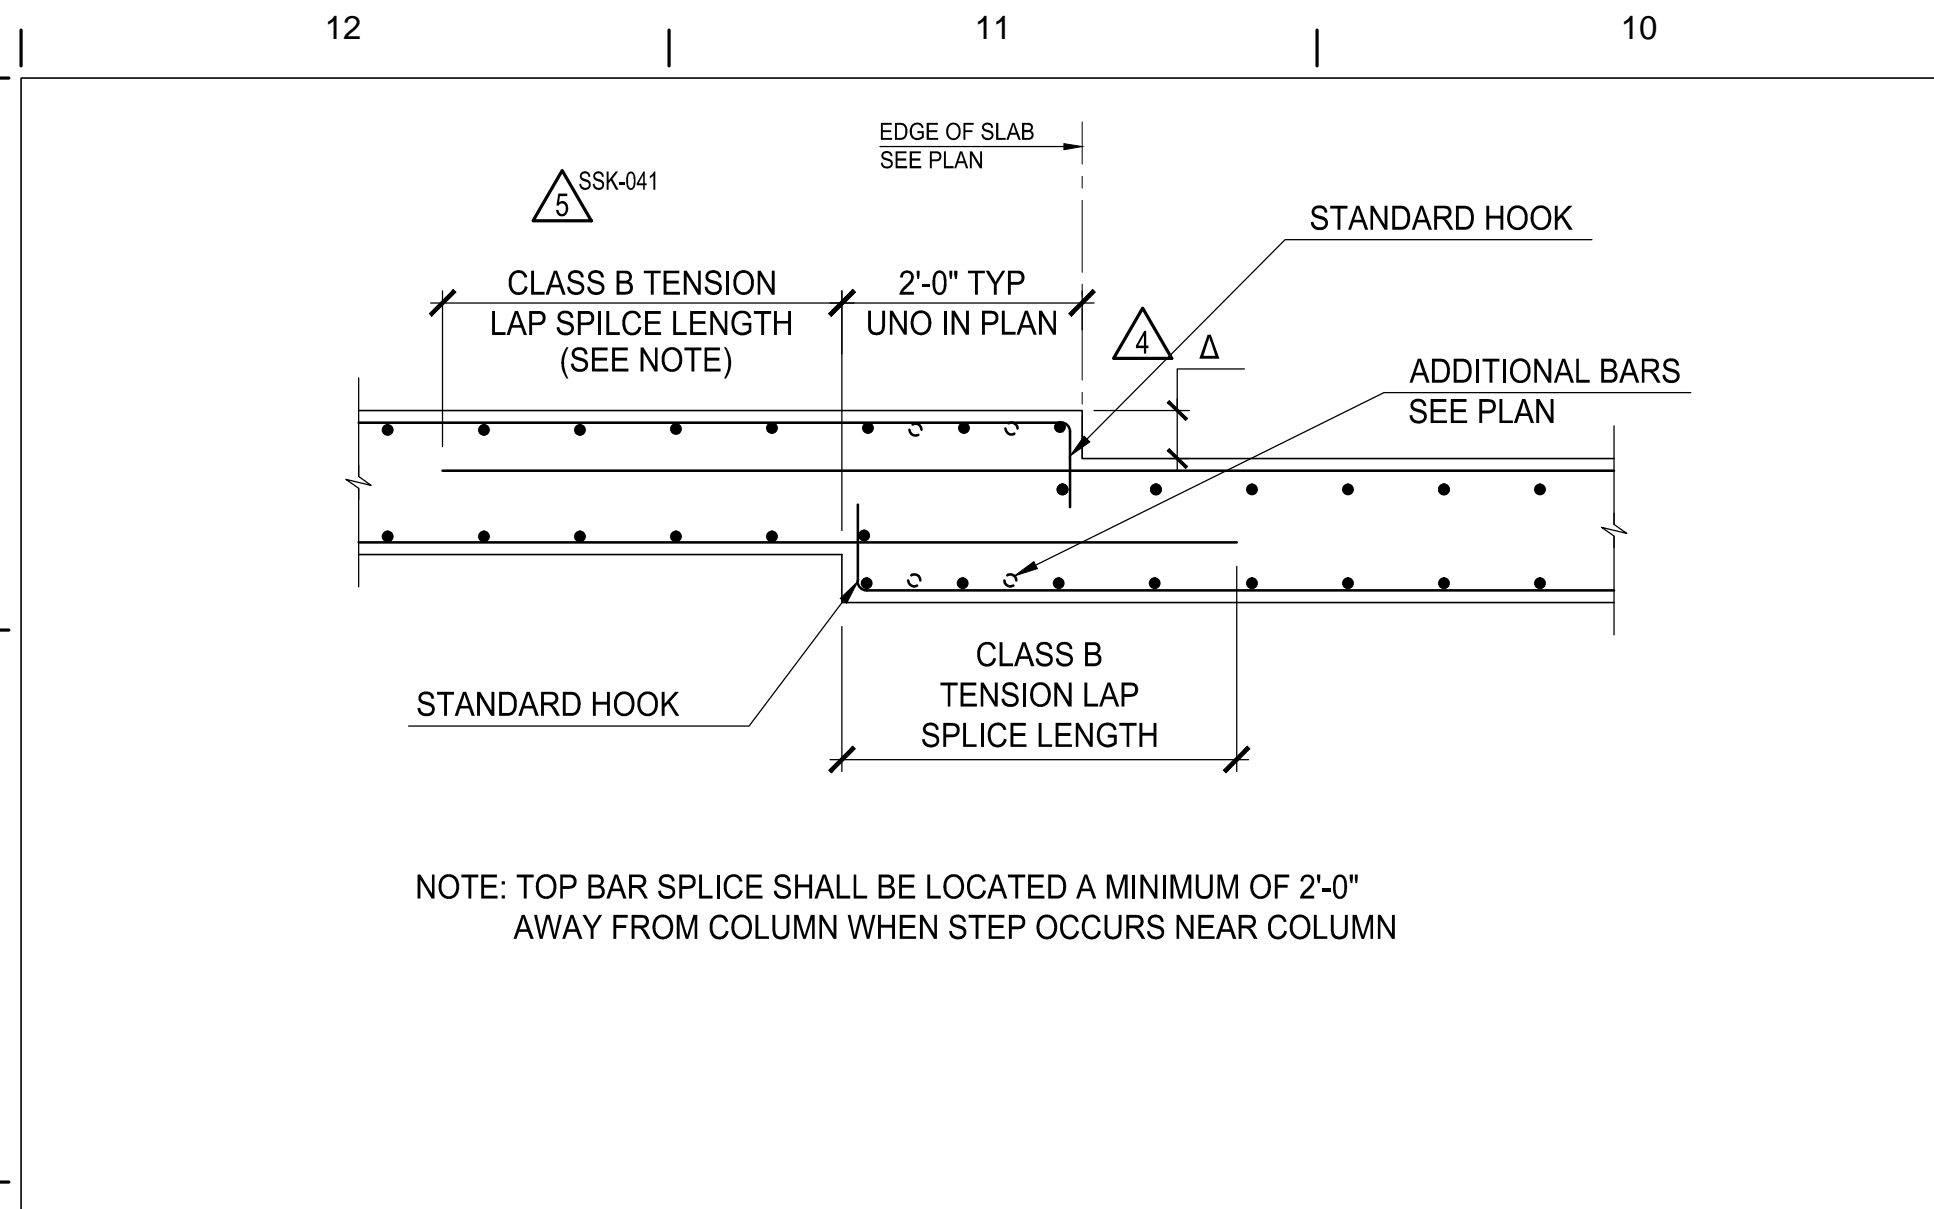 12
11
10
EDGE OF SLAB
SEE PLAN
5
SSK-041
STANDARD HOOK
CLASS B TENSION
LAP SPILCE LENGTH
(SEE NOTE)
2'-0" TYP
UNO IN PLAN
4
Δ
ADDITIONAL BARS
SEE PLAN
CLASS B
TENSION LAP
SPLICE LENGTH
STANDARD HOOK
NOTE: TOP BAR SPLICE SHALL BE LOCATED A MINIMUM OF 2'-0"
AWAY FROM COLUMN WHEN STEP OCCURS NEAR COLUMN